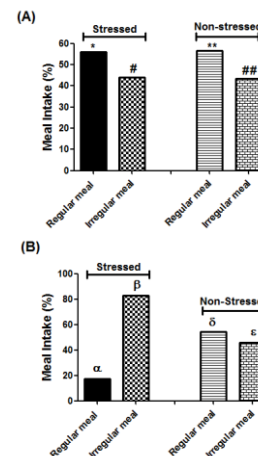 (A)
Stressed
Non-stressed
60
50
40
30
20
10
0
Meal Intake (%)
*
#
**
##
Regular meal
Irregular meal
Regular meal
Irregular meal
(B)
Stressed
Non-Stressed
100
80
60
40
20
0
Meal Intake (%)
α
β
δ
ε
Regular meal
Irregular meal
Regular meal
Irregular meal